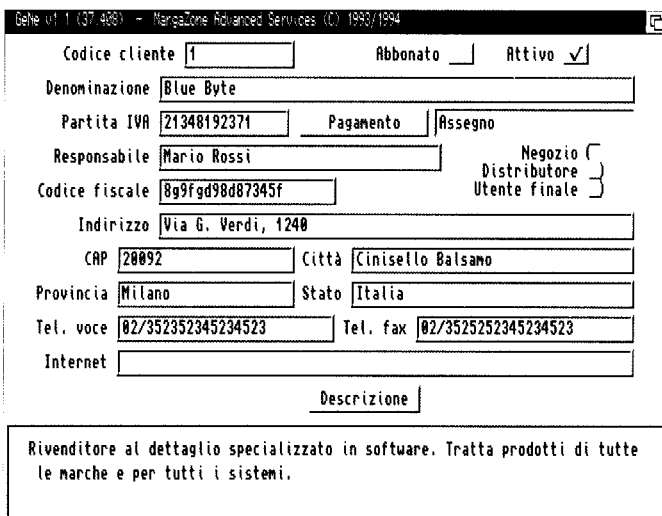 GeNe v1.1 (37.408) - MargaZone Advanced Services (C) 1993/1994
Codice cliente 1 Abbonato Attivo
Denominazione Blue Byte
Partita IVA 21348192371 Pagamento Assegno
Responsabile Mario Rossi Negozio
Distributore
Codice fiscale 8g9fgd98d87345f Utente finale
Indirizzo Via G. Verdi, 1240
CAP 20092 Città Cinisello Balsamo
Provincia Milano Stato Italia
Tel. voce 02/352352345234523 Tel. fax 02/3525252345234523
Internet
Descrizione
Rivenditore al dettaglio specializzato in software. Tratta prodotti di tutte
le marche e per tutti i sistemi.